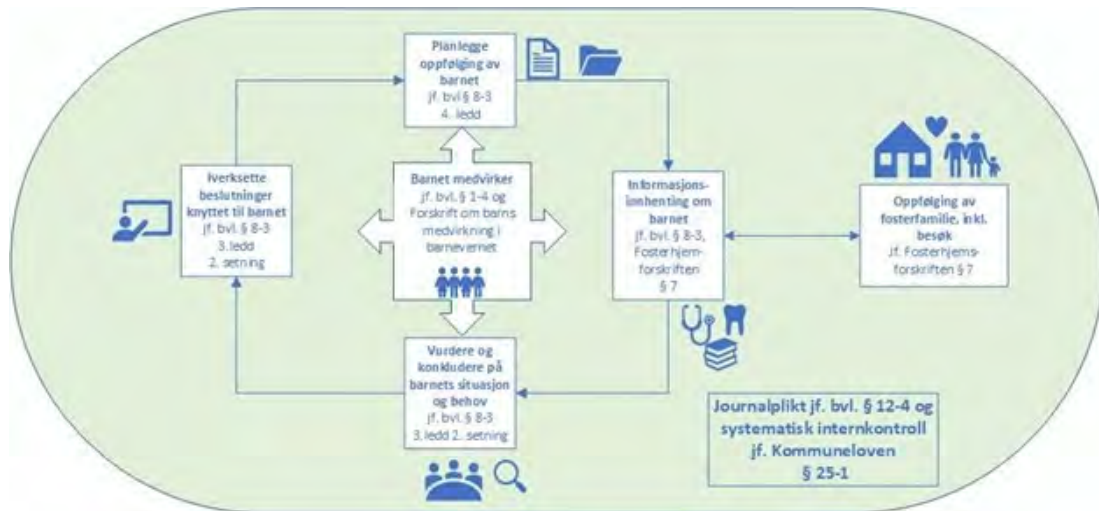 Planlegge
oppfølging av
barnet
jf. bvl § 8-3
4. ledd
Iverksette
beslutninger
knyttet til barnet
jf. bvl. § 8-3
3.ledd
2. setning
Barnet medvirker
jf. bvl. § 1-4 og
Forskrift om barns
medvirkning i
barnevernet
Informasjons-
innhenting om
barnet
jf. bvl. § 8-3,
Fosterhjem-
forskriften
§ 7
Oppfølging av
fosterfamilie, inkl.
besøk
Jf. Fosterhjems-
forskriften § 7
Vurdere og
konkludere på
barnets situasjon
og behov
jf. bvl. § 8-3
3.ledd 2. setning
Journalplikt jf. bvl. § 12-4 og
systematisk internkontroll
jf. Kommuneloven
§ 25-1